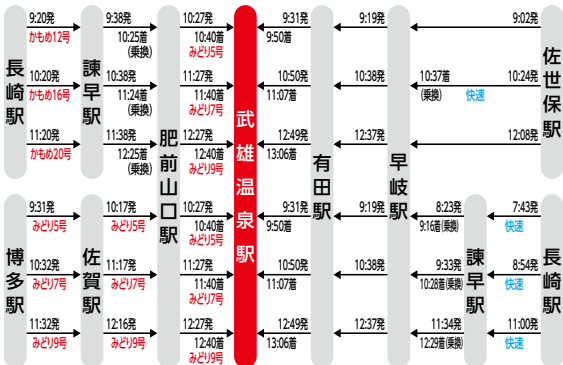 9:20発 9:38発 10:27発 9:31発 9:19発 9:02発
かもめ12号 10:25着 10:40着 9:50着
(乗換) みどり5号
10:20発 10:38発 11:27発 10:50発 10:38発 10:37着 10:24発
かもめ16号 11:24着 11:40着 11:07着 (乗換) 快速
(乗換) みどり7号
11:20発 11:38発 12:27発 12:49発 12:37発 12:08発
かもめ20号 12:25着 12:40着 13:06着
(乗換) みどり9号
長崎駅
諫早駅
肥前山口駅
武雄温泉駅
有田駅
早岐駅
佐世保駅
9:31発 10:17発 10:27発 9:31発 9:19発 8:23発 7:43発
みどり5号 みどり5号 10:40着 9:50着 9:16着(乗換) 快速
みどり5号
10:32発 11:17発 11:27発 10:50発 10:38発 9:33発 8:54発
みどり7号 みどり7号 11:40着 11:07着 10:28着(乗換) 快速
みどり7号
11:32発 12:16発 12:27発 12:49発 12:37発 11:34発 11:00発
みどり9号 みどり9号 12:40着 13:06着 12:29着(乗換) 快速
みどり9号
博多駅
佐賀駅
諫早駅
長崎駅